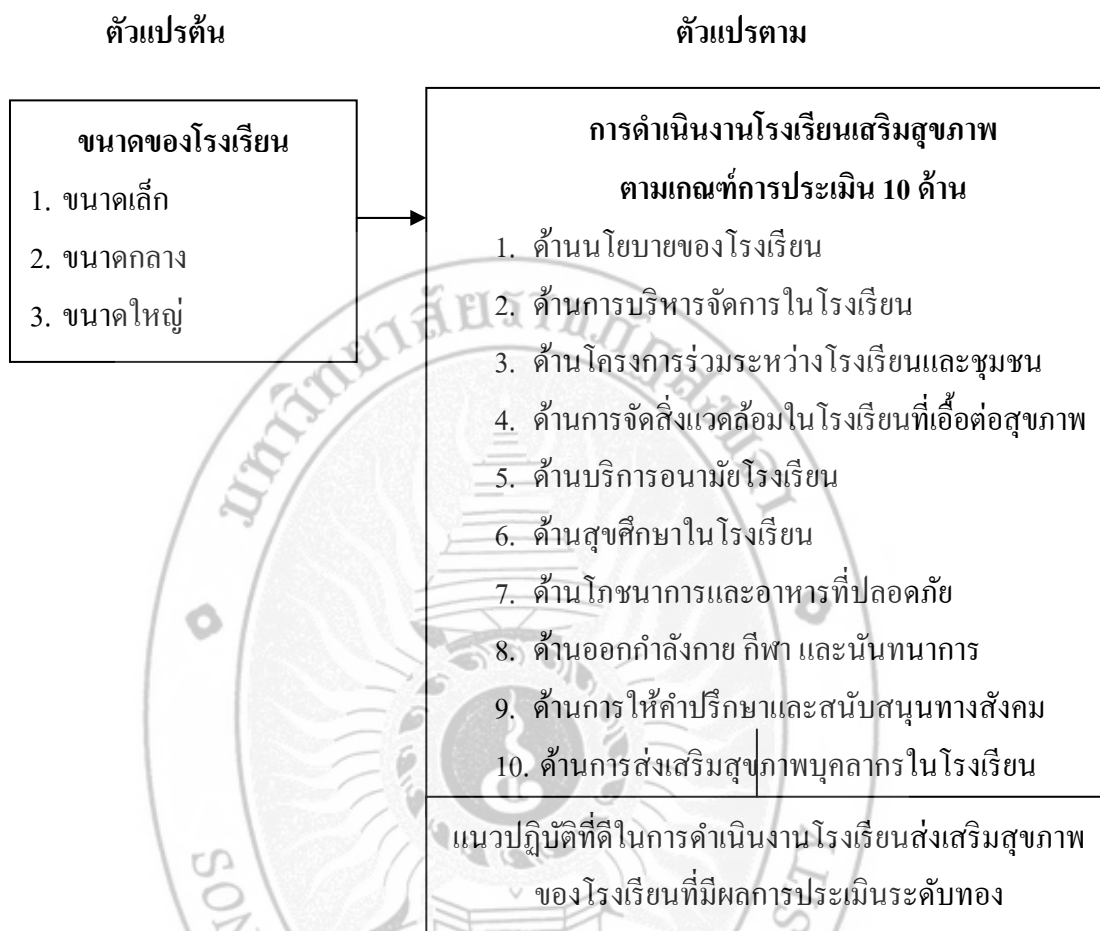 ตัวแปรต้น
ตัวแปรตาม
ขนาดของโรงเรียน
1. ขนาดเล็ก
2. ขนาดกลาง
3. ขนาดใหญ่
การดำเนินงานโรงเรียนเสริมสุขภาพ
ตามเกณฑ์การประเมิน 10 ด้าน
1. ด้านนโยบายของโรงเรียน
2. ด้านการบริหารจัดการในโรงเรียน
3. ด้านโครงการร่วมระหว่างโรงเรียนและชุมชน
4. ด้านการจัดสิ่งแวดล้อมในโรงเรียนที่เอื้อต่อสุขภาพ
5. ด้านบริการอนามัยโรงเรียน
6. ด้านสุขศึกษาในโรงเรียน
7. ด้านโภชนาการและอาหารที่ปลอดภัย
8. ด้านออกกำลังกาย กีฬา และนันทนาการ
9. ด้านการให้คำปรึกษาและสนับสนุนทางสังคม
10. ด้านการส่งเสริมสุขภาพบุคลากรในโรงเรียน
แนวปฏิบัติที่ดีในการดำเนินงานโรงเรียนส่งเสริมสุขภาพ
ของโรงเรียนที่มีผลการประเมินระดับทอง
มหาวิทยาลัยราชภัฏสงขลา